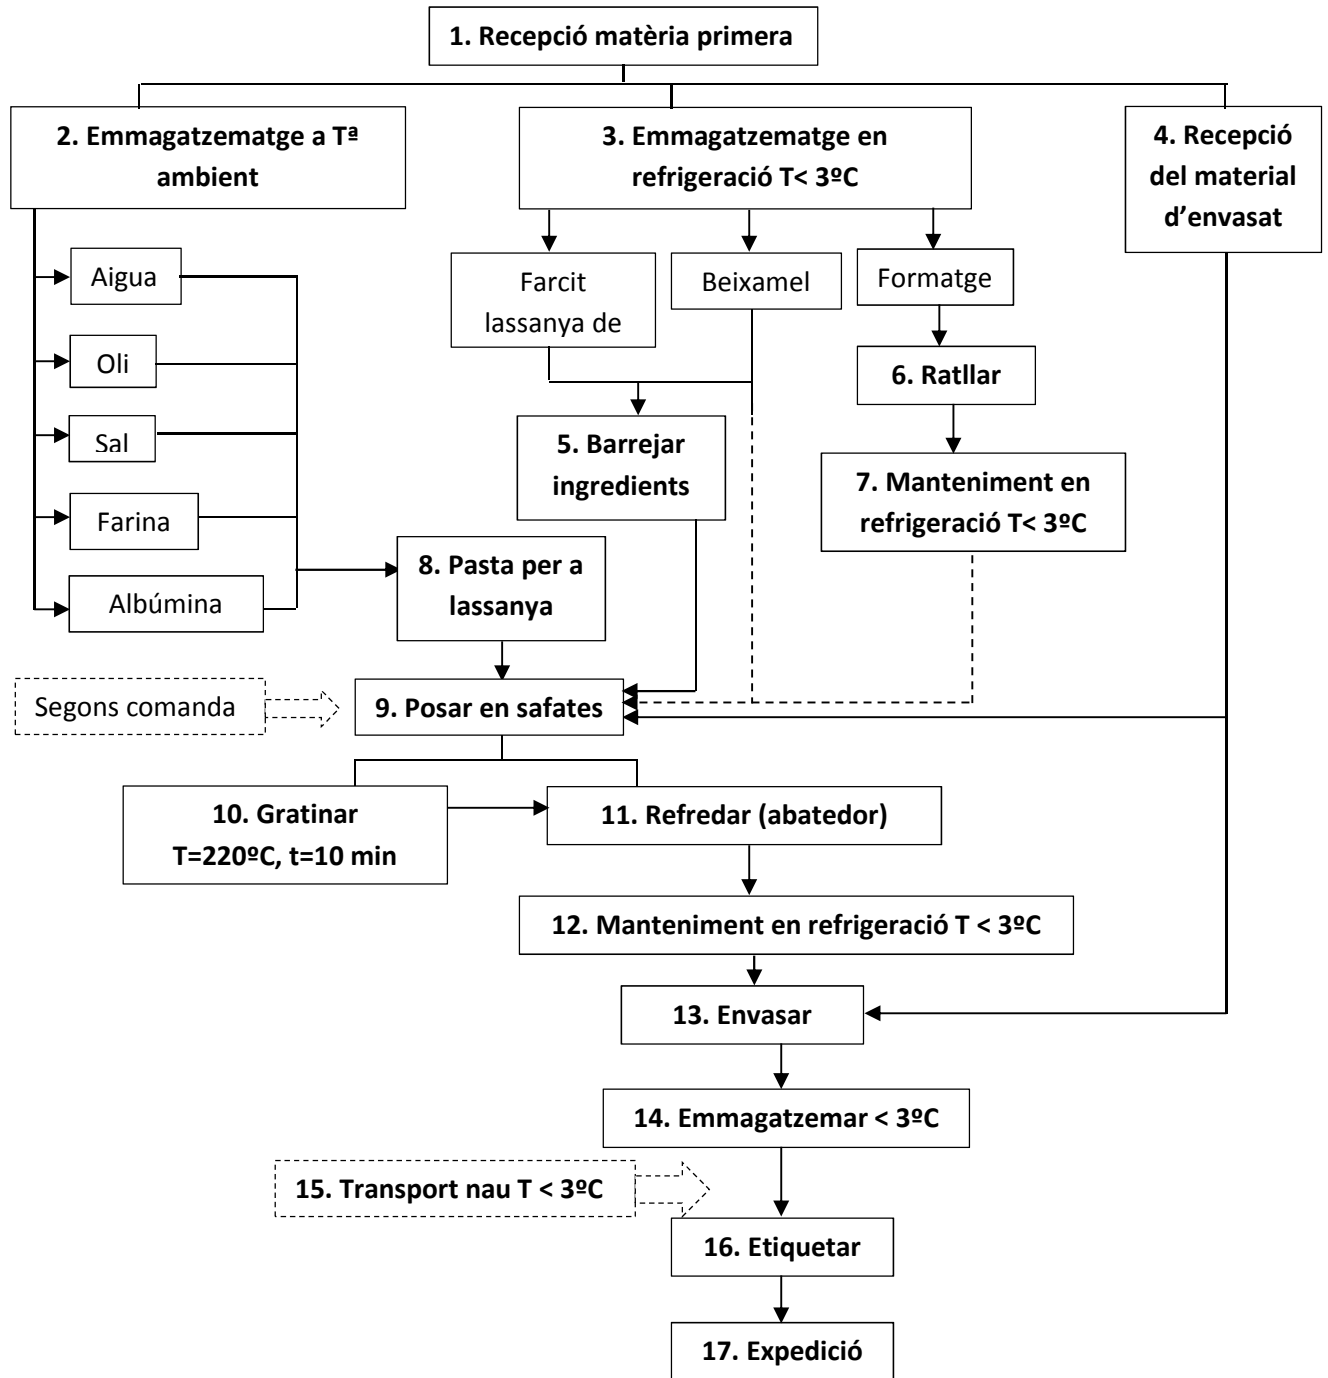 1. Recepció matèria primera
2. Emmagatzematge a Tª
ambient
3. Emmagatzematge en
refrigeració T< 3ºC
4. Recepció
del material
d’envasat
Aigua
Oli
Sal
Farina
Albúmina
Farcit
lassanya de
Beixamel
Formatge
6. Ratllar
5. Barrejar
ingredients
7. Manteniment en
refrigeració T< 3ºC
8. Pasta per a
lassanya
Segons comanda
9. Posar en safates
10. Gratinar
T=220ºC, t=10 min
11. Refredar (abatedor)
12. Manteniment en refrigeració T < 3ºC
13. Envasar
14. Emmagatzemar < 3ºC
15. Transport nau T < 3ºC
16. Etiquetar
17. Expedició